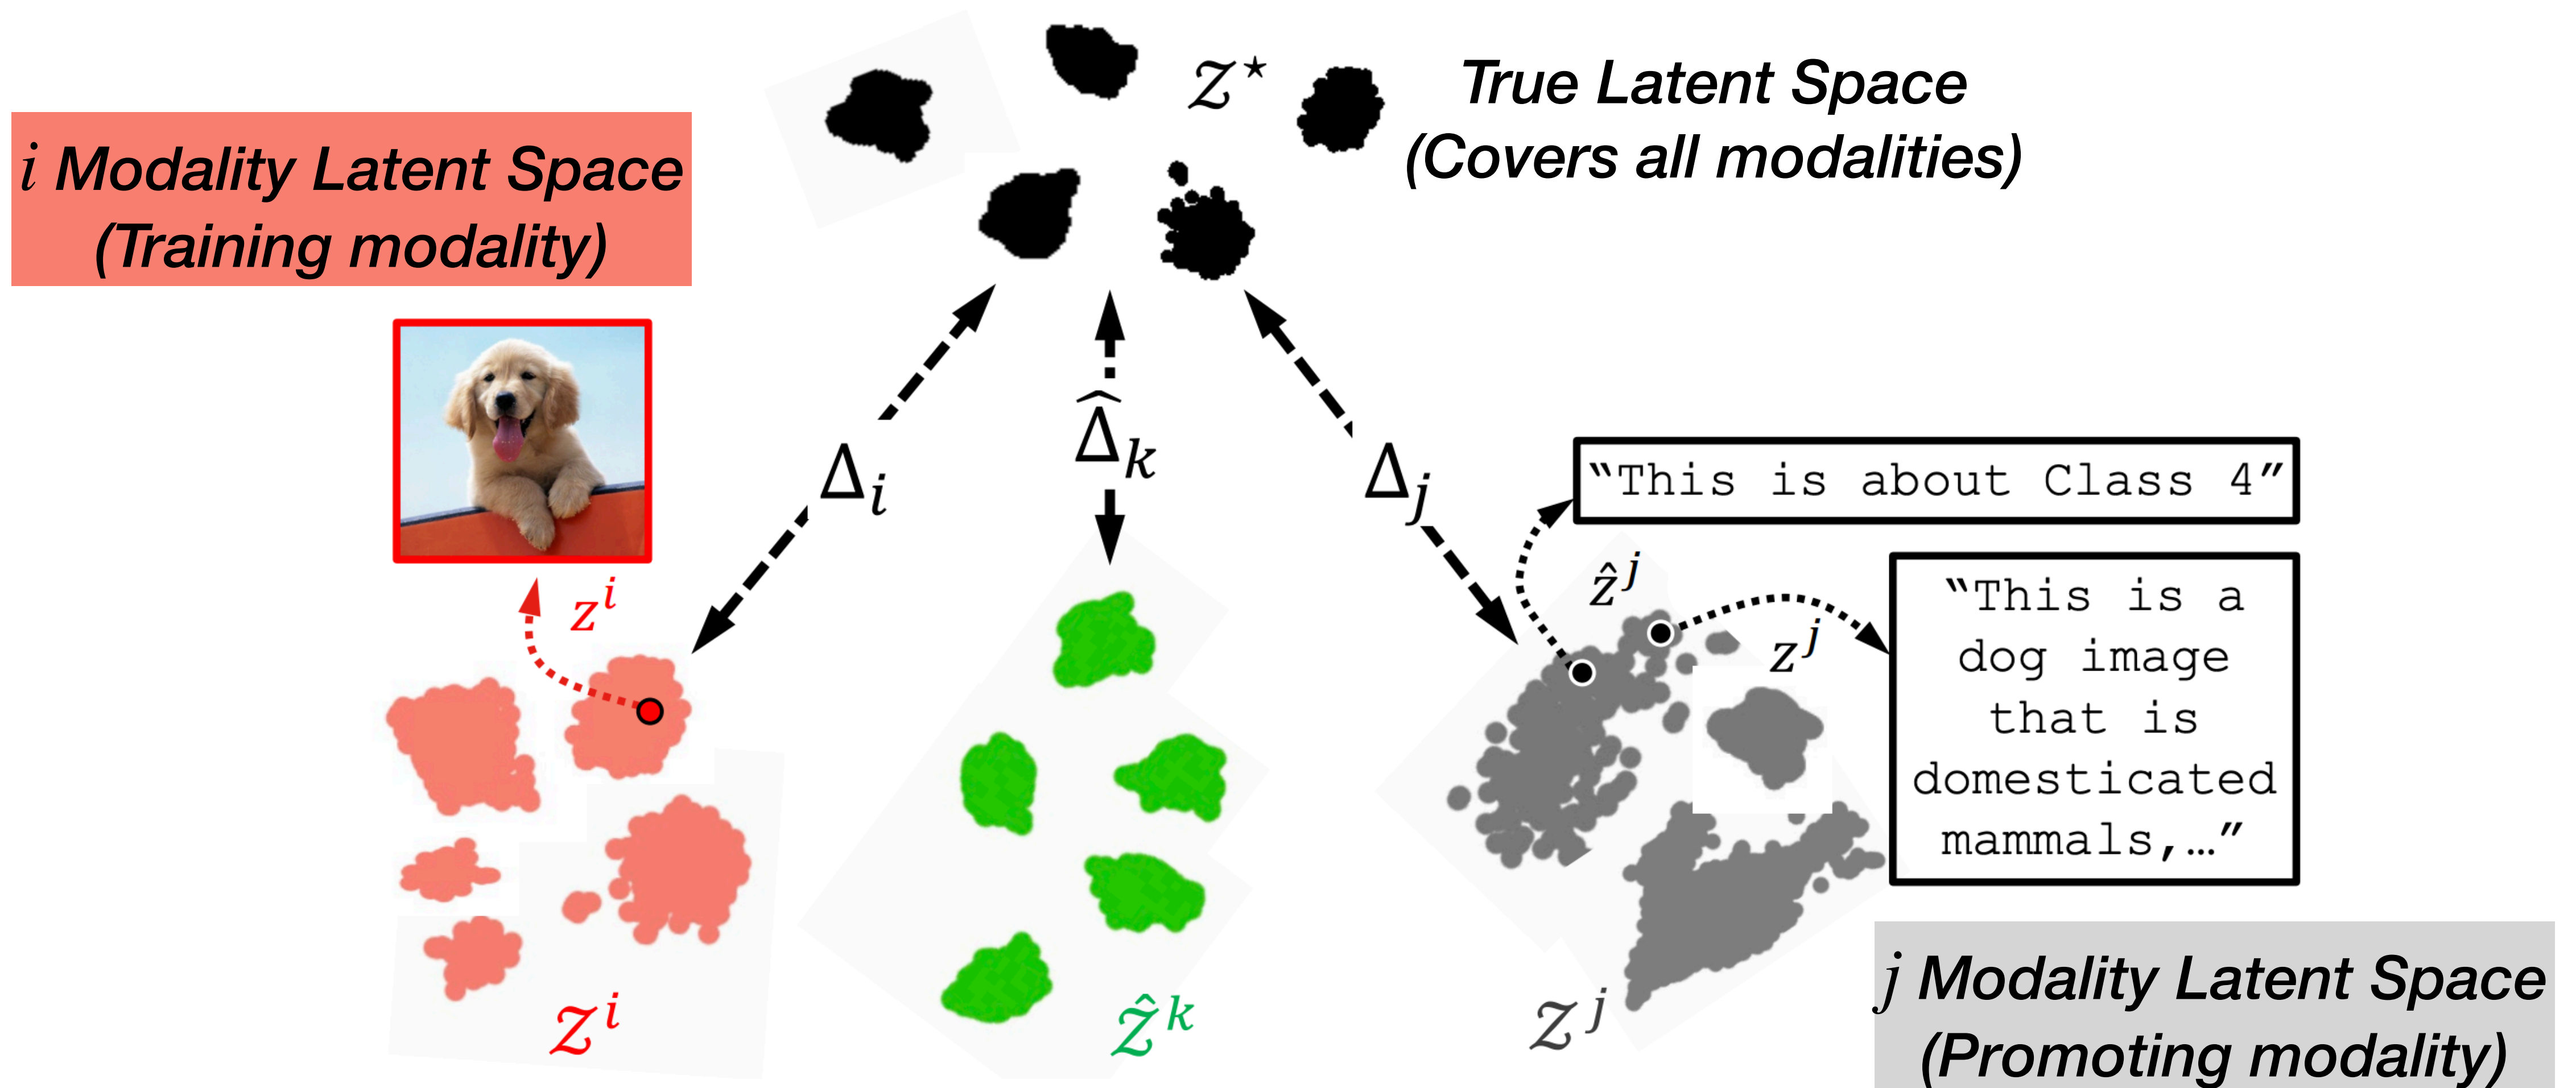 𝒵*
True Latent Space
(Covers all modalities)
i Modality Latent Space
(Training modality)
Δᵢ
Δ̂ₖ
Δⱼ
“This is about Class 4”
ẑʲ
zʲ
“This is a
dog image
that is
domesticated
mammals,…”
zⁱ
𝒵ⁱ
𝒵̂ᵏ
𝒵ʲ
j Modality Latent Space
(Promoting modality)